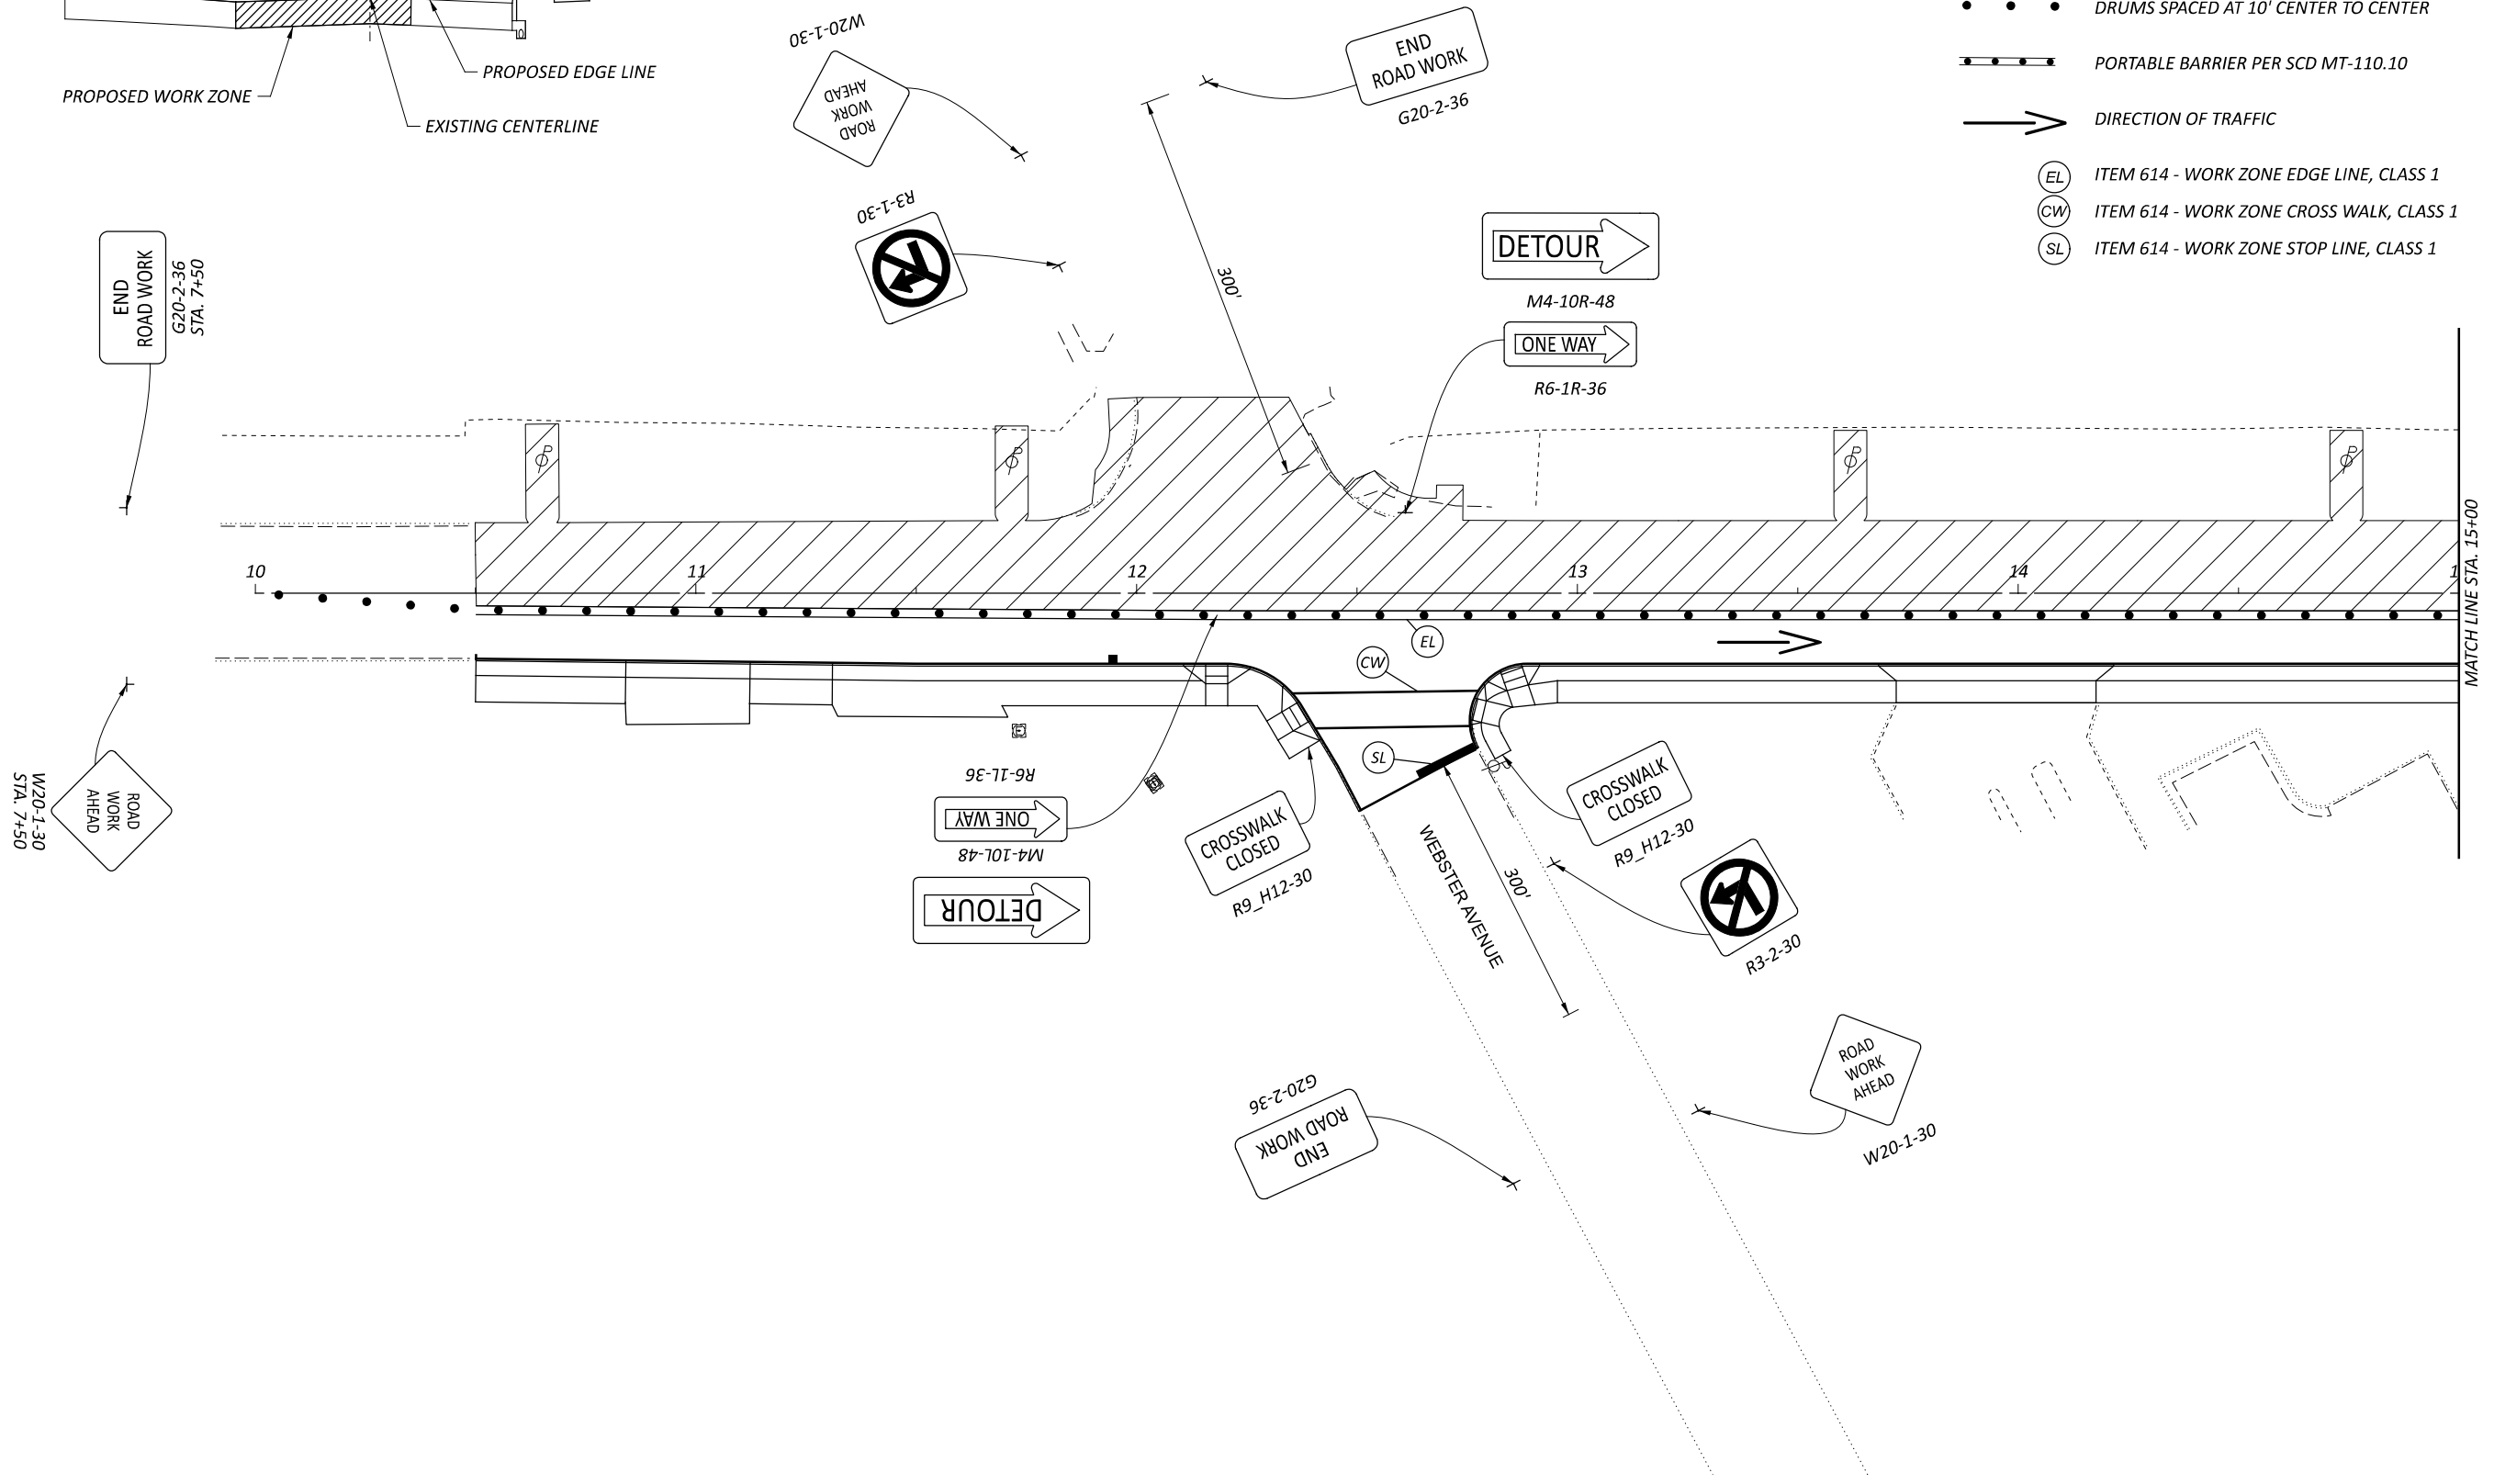 DRUMS SPACED AT 10' CENTER TO CENTER
PORTABLE BARRIER PER SCD MT-110.10
DIRECTION OF TRAFFIC
EL ITEM 614 - WORK ZONE EDGE LINE, CLASS 1
CW ITEM 614 - WORK ZONE CROSS WALK, CLASS 1
SL ITEM 614 - WORK ZONE STOP LINE, CLASS 1
PROPOSED EDGE LINE
PROPOSED WORK ZONE
EXISTING CENTERLINE
W20-1-30
ROAD
WORK
AHEAD
END
ROAD WORK
G20-2-36
R3-1-30
END
ROAD WORK
G20-2-36
STA. 7+50
300'
DETOUR
M4-10R-48
ONE WAY
R6-1R-36
P
P
P
P
10
11
12
13
14
1
MATCH LINE STA. 15+00
EL
CW
SL
ROAD
WORK
AHEAD
W20-1-30
STA. 7+50
R6-1L-36
ONE WAY
M4-10L-48
DETOUR
CROSSWALK
CLOSED
R9_H12-30
CROSSWALK
CLOSED
R9_H12-30
WEBSTER AVENUE
300'
R3-2-30
ROAD
WORK
AHEAD
W20-1-30
G20-2-36
END
ROAD WORK